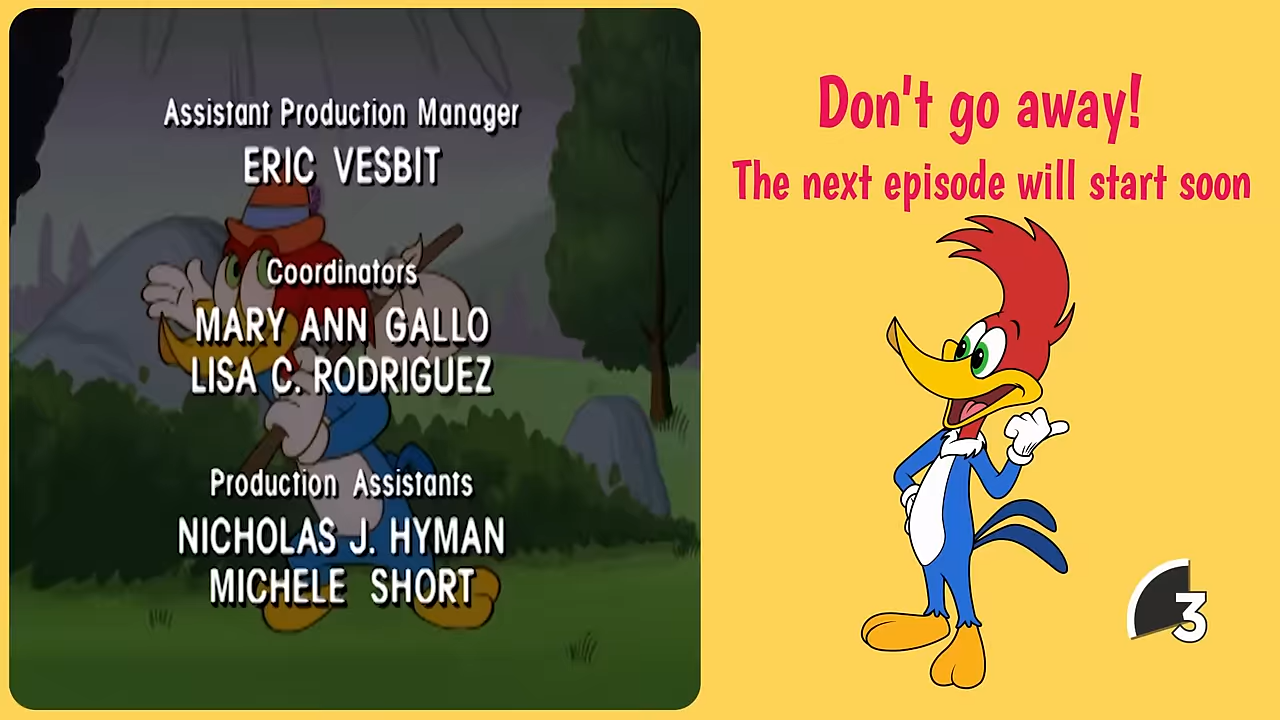 Assistant Production Manager
ERIC VESBIT
Coordinators
MARY ANN GALLO
LISA C. RODRIGUEZ
Production Assistants
NICHOLAS J. HYMAN
MICHELE SHORT
Don't go away!
The next episode will start soon
3